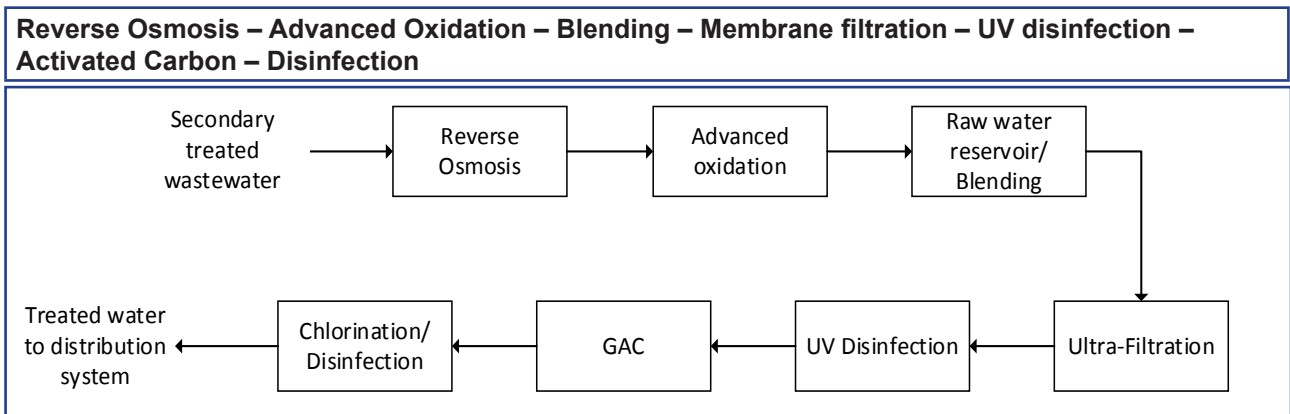 Reverse Osmosis – Advanced Oxidation – Blending – Membrane filtration – UV disinfection –
Activated Carbon – Disinfection
Secondary
treated
wastewater
Reverse
Osmosis
Advanced
oxidation
Raw water
reservoir/
Blending
Treated water
to distribution
system
Chlorination/
Disinfection
GAC
UV Disinfection
Ultra-Filtration